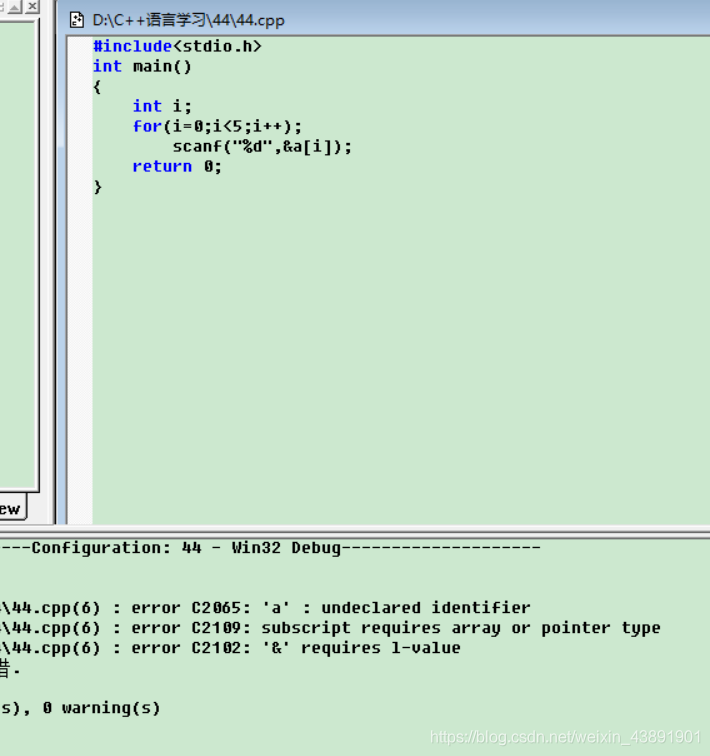 D:\C++语言学习\44\44.cpp
#include<stdio.h>
int main()
{
int i;
for(i=0;i<5;i++);
scanf("%d",&a[i]);
return 0;
}
ew
----Configuration: 44 - Win32 Debug--------------------
\44.cpp(6) : error C2065: 'a' : undeclared identifier
\44.cpp(6) : error C2109: subscript requires array or pointer type
\44.cpp(6) : error C2102: '&' requires l-value
错.
s), 0 warning(s)
https://blog.csdn.net/weixin_43891901